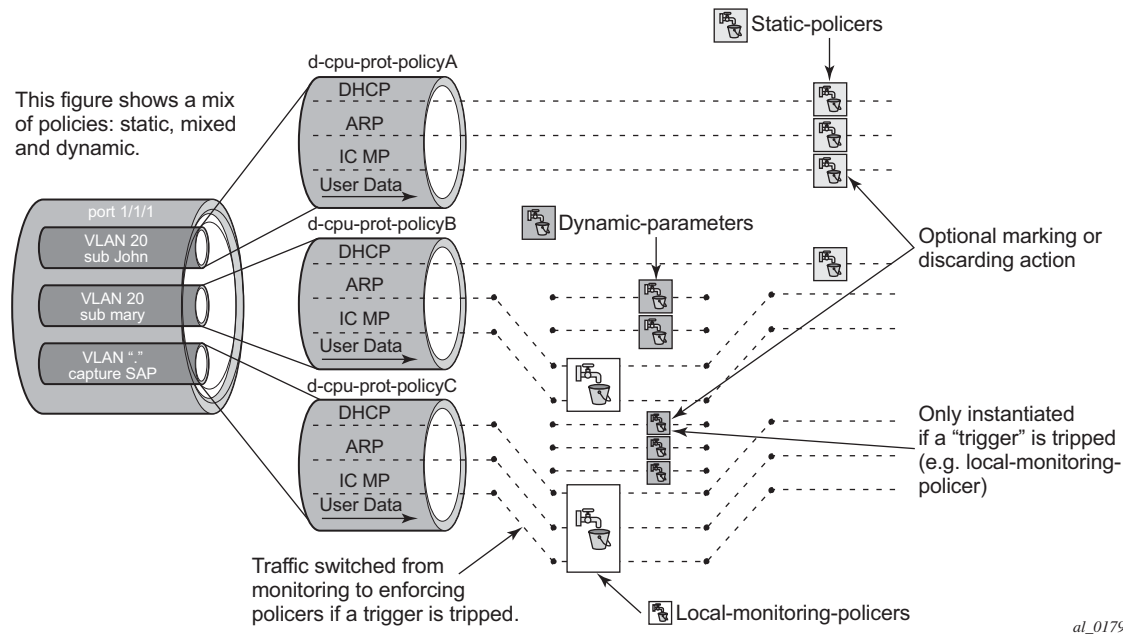 Static-policers
d-cpu-prot-policyA
DHCP
ARP
IC MP
User Data
This figure shows a mix
of policies: static, mixed
and dynamic.
port 1/1/1
VLAN 20
sub John
VLAN 20
sub mary
VLAN “.”
capture SAP
d-cpu-prot-policyB
DHCP
ARP
IC MP
User Data
Dynamic-parameters
Optional marking or
discarding action
d-cpu-prot-policyC
DHCP
ARP
IC MP
User Data
Only instantiated
if a “trigger” is tripped
(e.g. local-monitoring-
policer)
Traffic switched from
monitoring to enforcing
policers if a trigger is tripped.
Local-monitoring-policers
al_0179